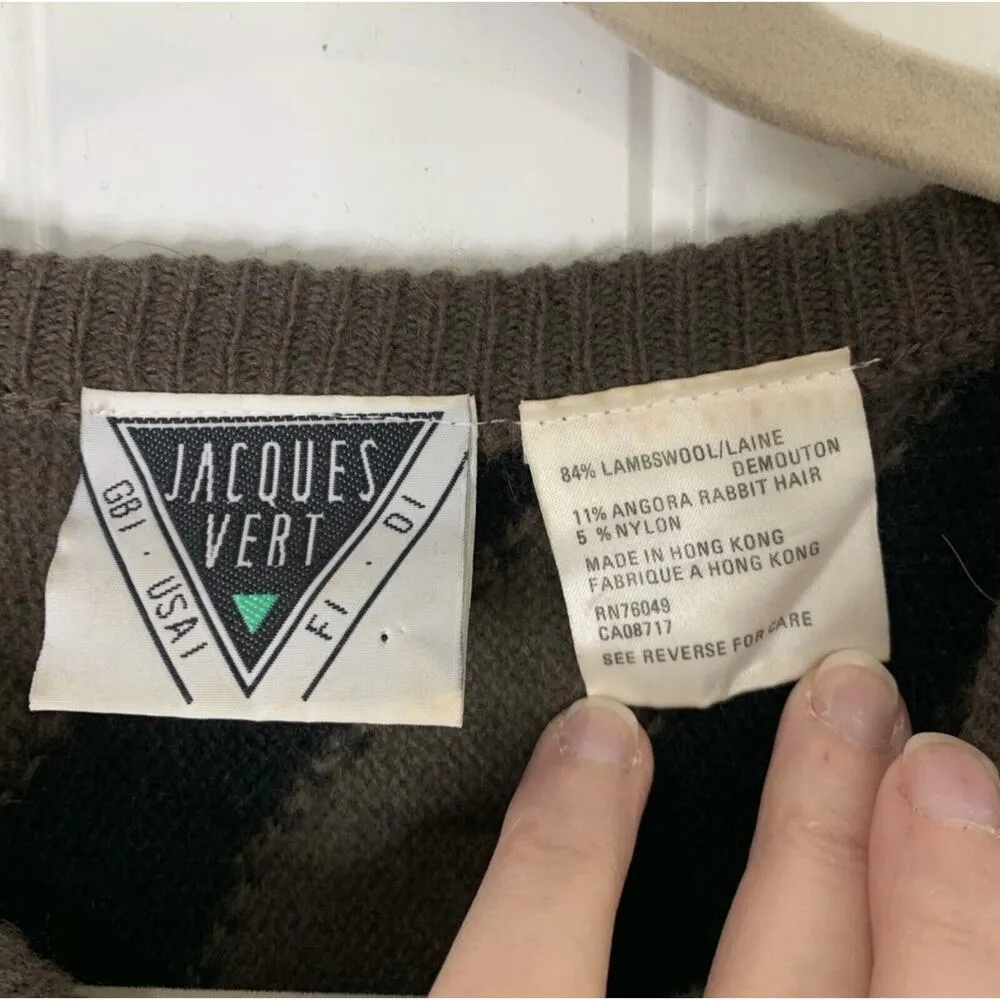 JACQUES
VERT
GB1 · USA1
F1 D1
84% LAMBSWOOL/LAINE
DEMOUTON
11% ANGORA RABBIT HAIR
5 % NYLON
MADE IN HONG KONG
FABRIQUE A HONG KONG
RN76049
CA08717
SEE REVERSE FOR CARE